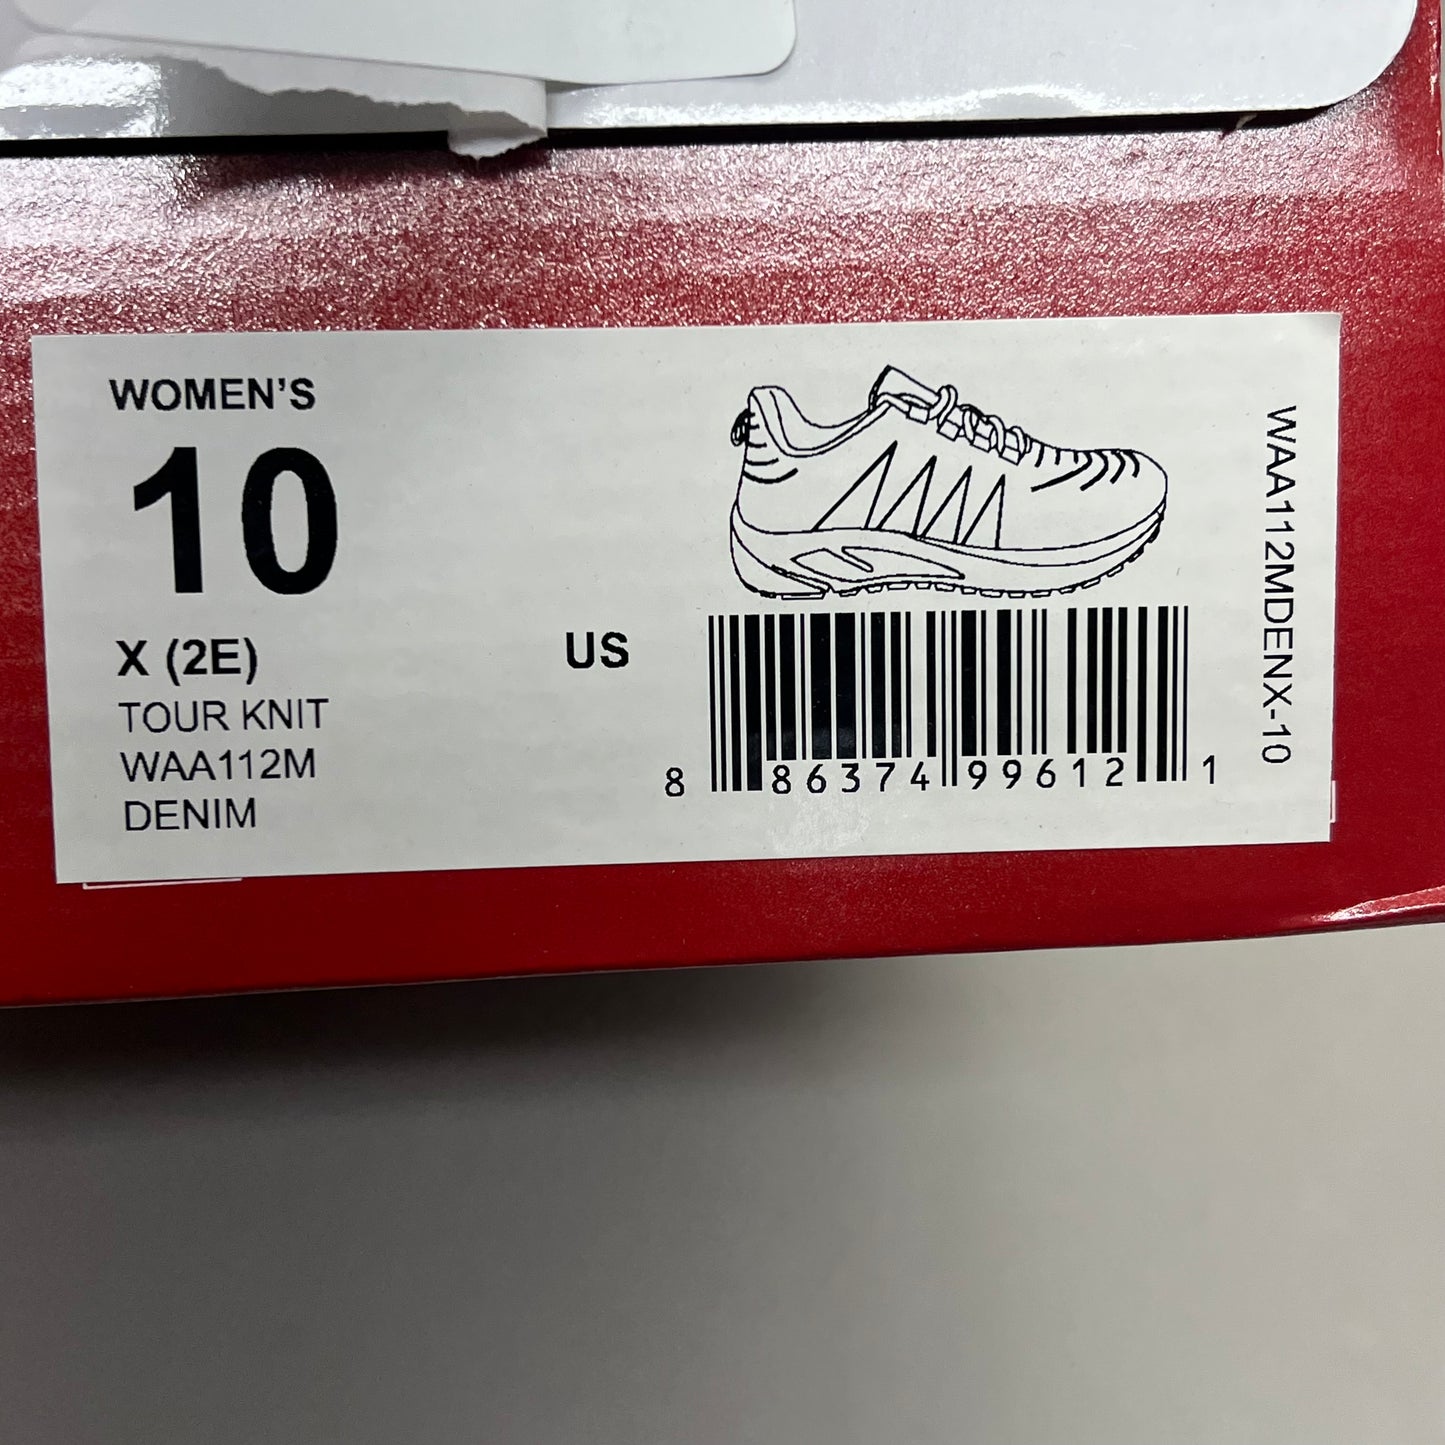 WOMEN'S
10
X (2E)
US
TOUR KNIT
WAA112M
DENIM
8 86374 99612 1
WAA112MDENX-10